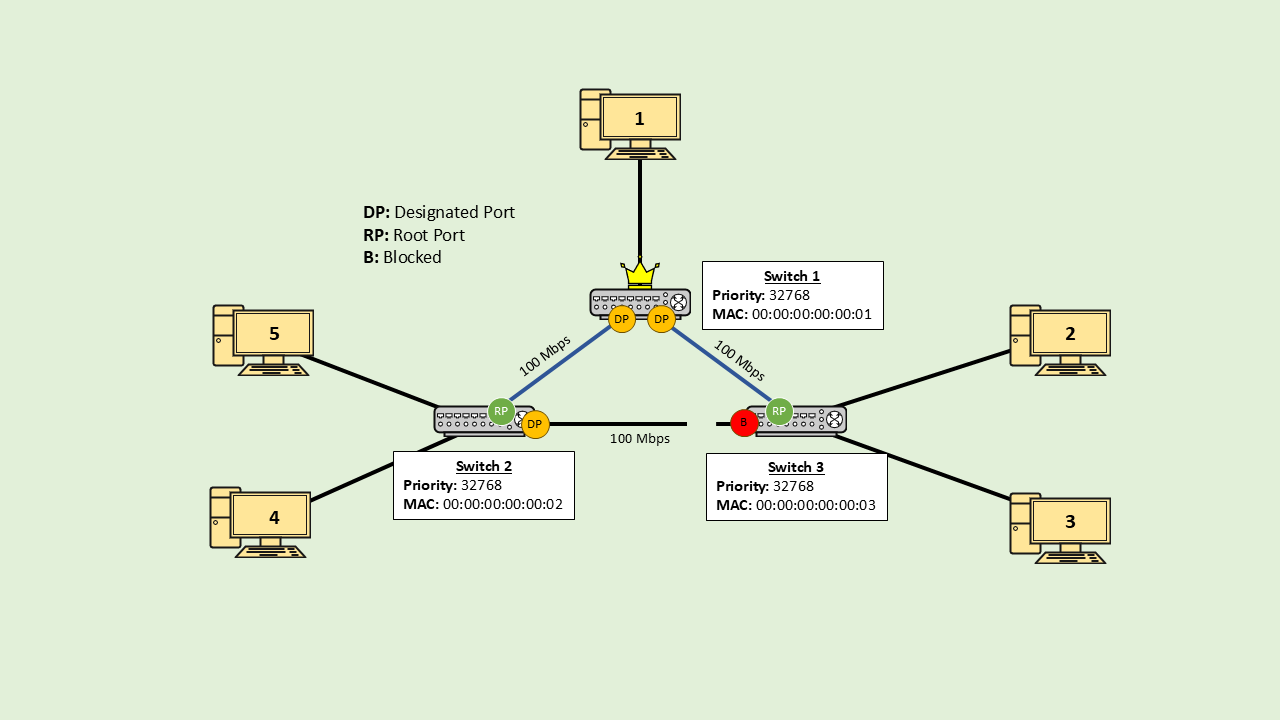 1
DP: Designated Port
RP: Root Port
B: Blocked
Switch 1
Priority: 32768
MAC: 00:00:00:00:00:01
DP
DP
5
2
100 Mbps
100 Mbps
RP
DP
B
RP
100 Mbps
Switch 2
Priority: 32768
MAC: 00:00:00:00:00:02
Switch 3
Priority: 32768
MAC: 00:00:00:00:00:03
4
3